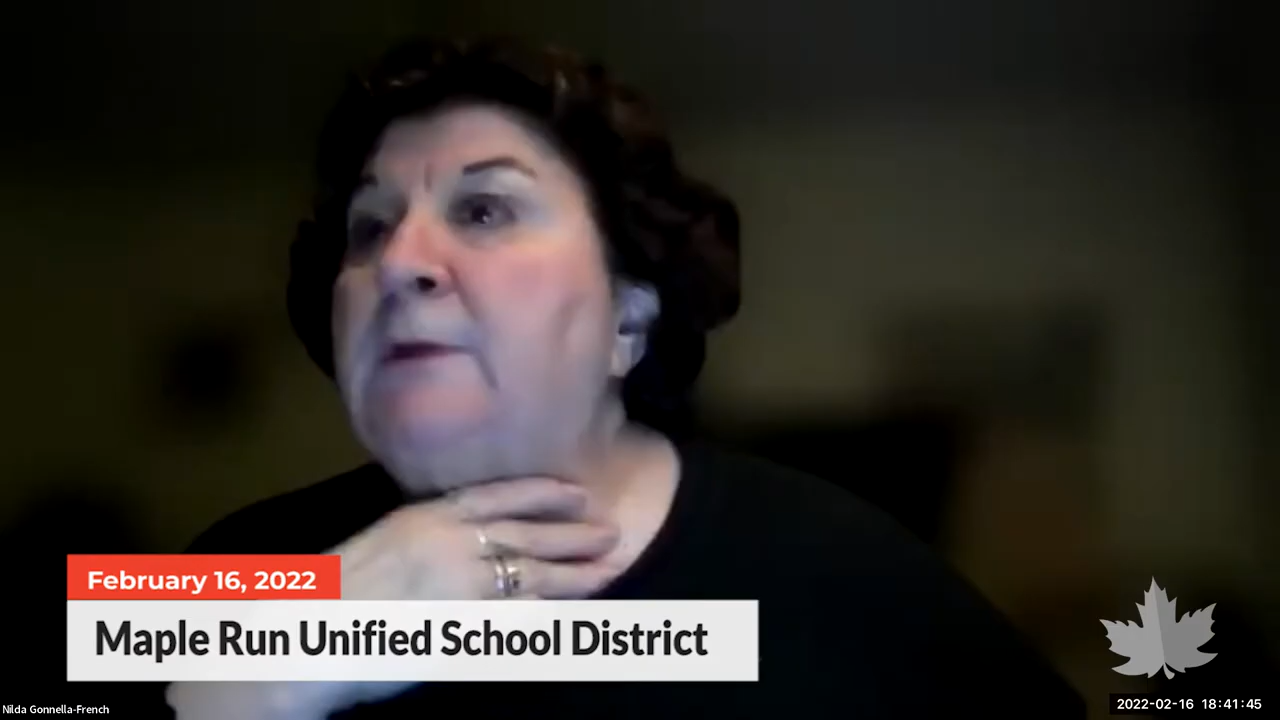 February 16, 2022
Maple Run Unified School District
Nilda Gonnella-French
2022-02-16 18:41:45